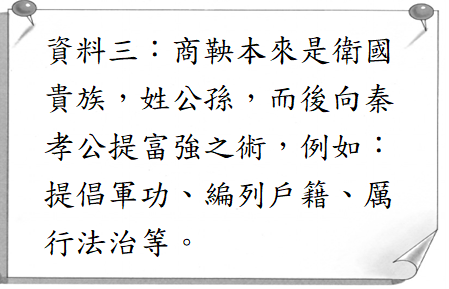 資料三：商鞅本來是衛國
貴族，姓公孫，而後向秦
孝公提富強之術，例如：
提倡軍功、編列戶籍、厲
行法治等。